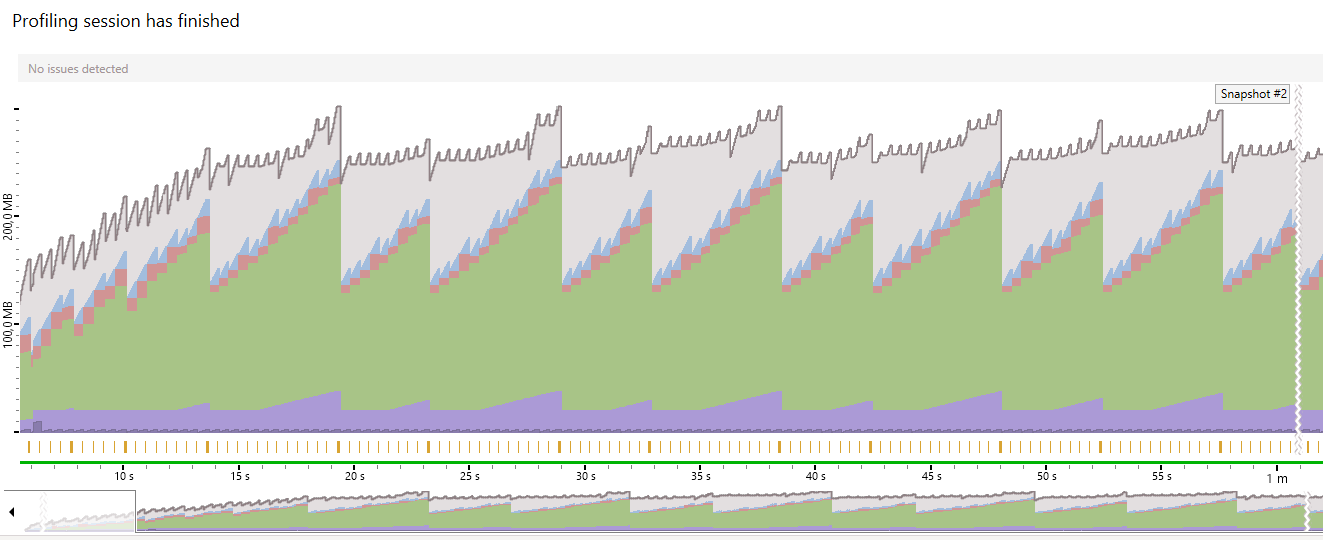 Profiling session has finished
No issues detected
Snapshot #2
200,0 MB
100,0 MB
10 s 15 s 20 s 25 s 30 s 35 s 40 s 45 s 50 s 55 s 1 m